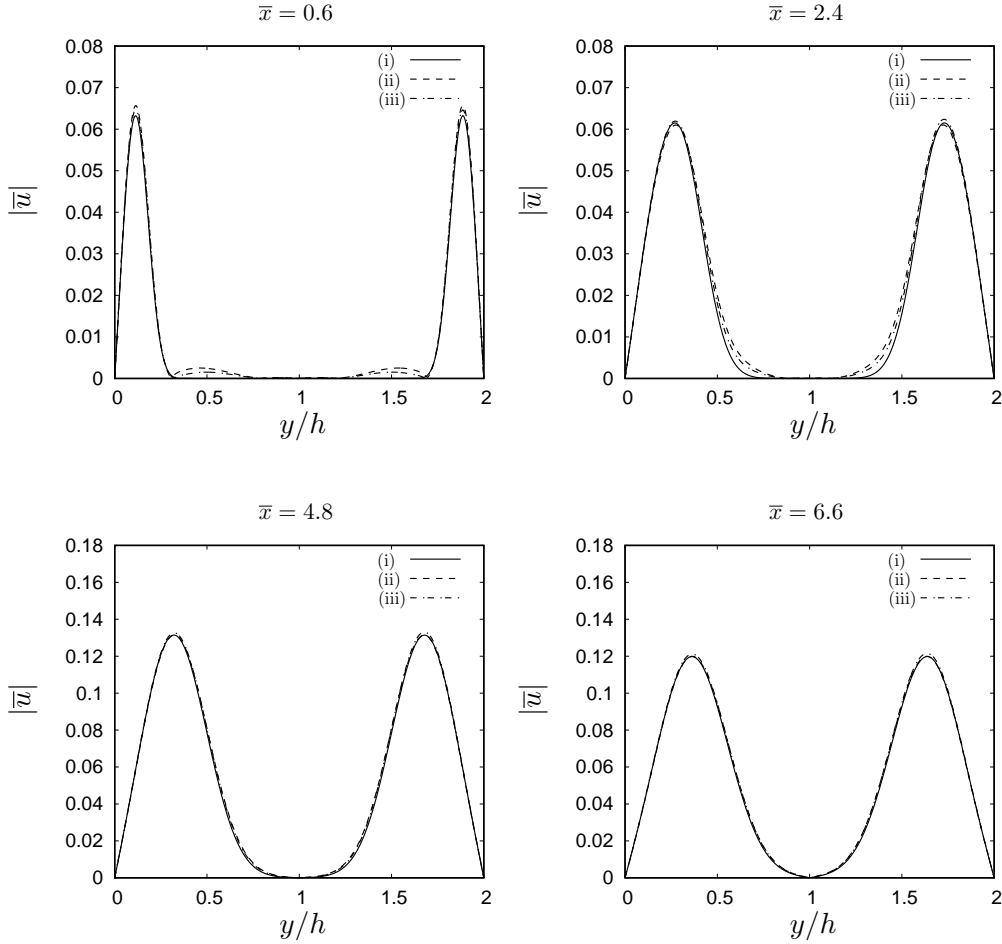 x̅ = 0.6
0.08
0.07
0.06
0.05
0.04
0.03
0.02
0.01
0
(i)
(ii)
(iii)
|u̅|
0 0.5 1 1.5 2
y/h
x̅ = 2.4
0.08
0.07
0.06
0.05
0.04
0.03
0.02
0.01
0
(i)
(ii)
(iii)
|u̅|
0 0.5 1 1.5 2
y/h
x̅ = 4.8
0.18
0.16
0.14
0.12
0.1
0.08
0.06
0.04
0.02
0
(i)
(ii)
(iii)
|u̅|
0 0.5 1 1.5 2
y/h
x̅ = 6.6
0.18
0.16
0.14
0.12
0.1
0.08
0.06
0.04
0.02
0
(i)
(ii)
(iii)
|u̅|
0 0.5 1 1.5 2
y/h